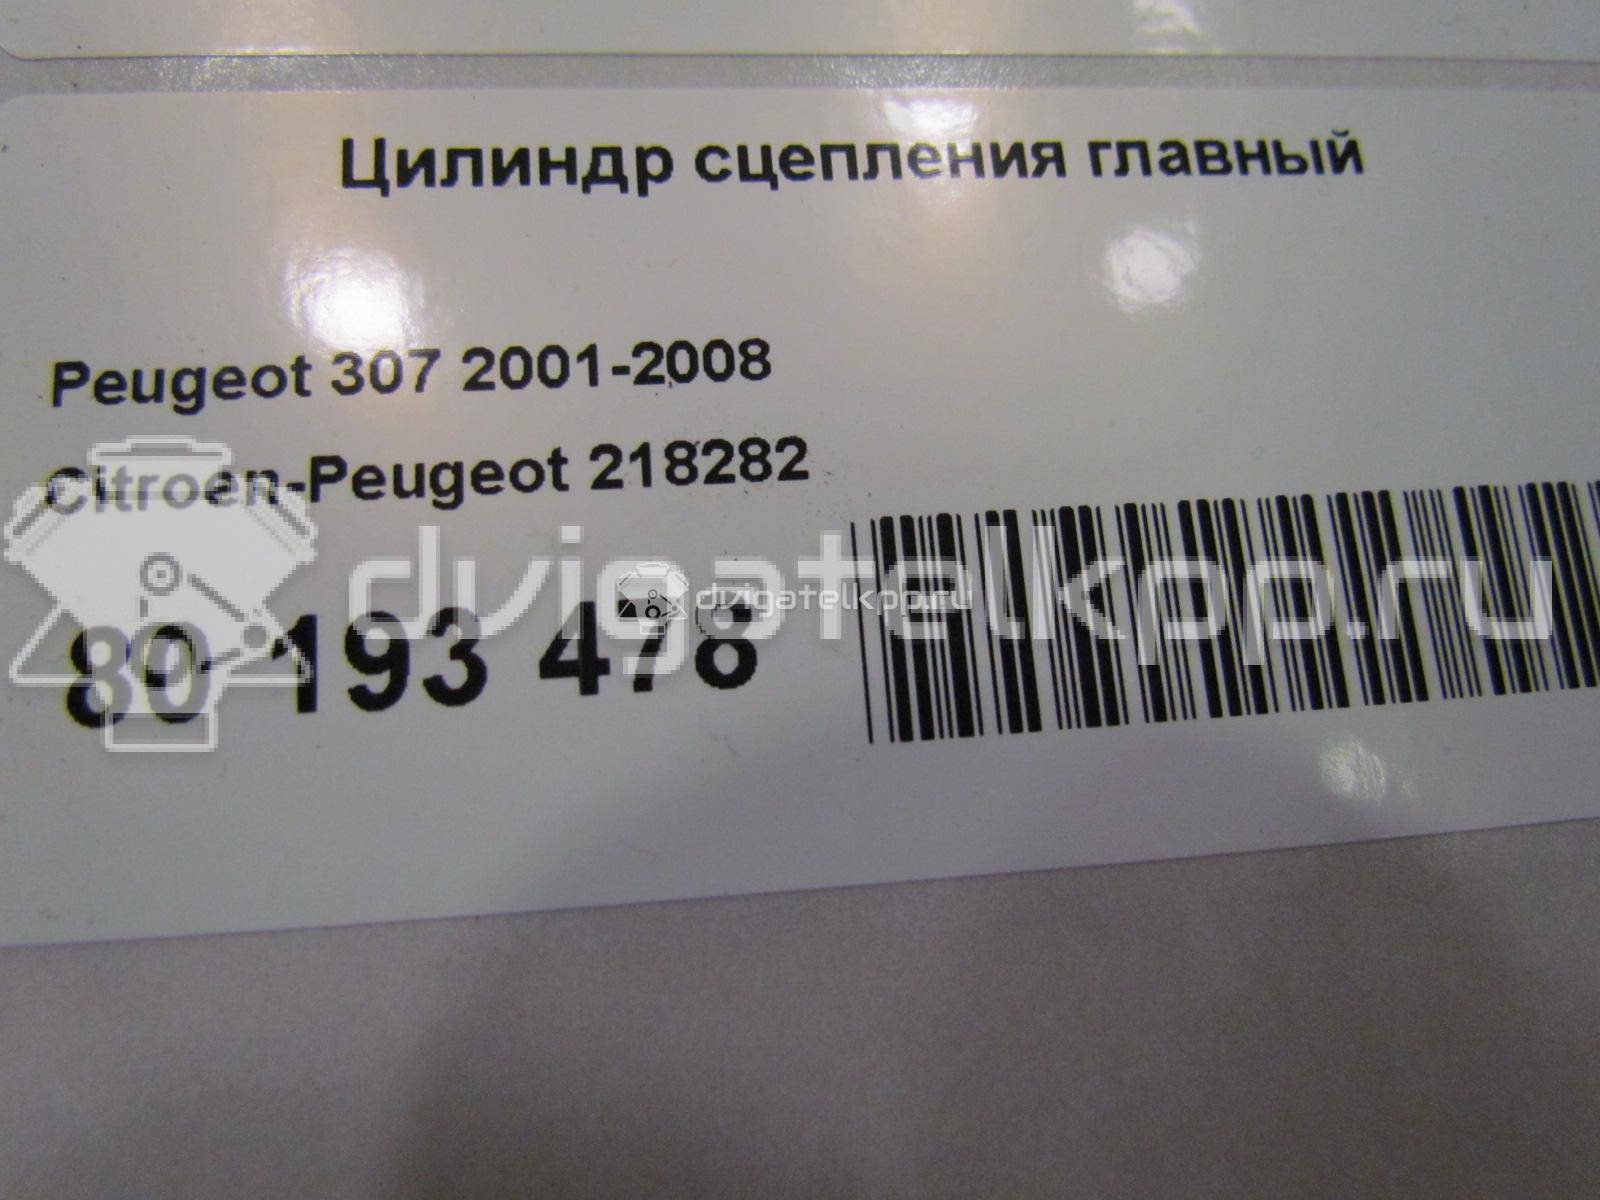 Цилиндр сцепления главный
Peugeot 307 2001-2008
Citroen-Peugeot 218282
80 193 478
dvigatelkpp.ru
dvigatelkpp.ru